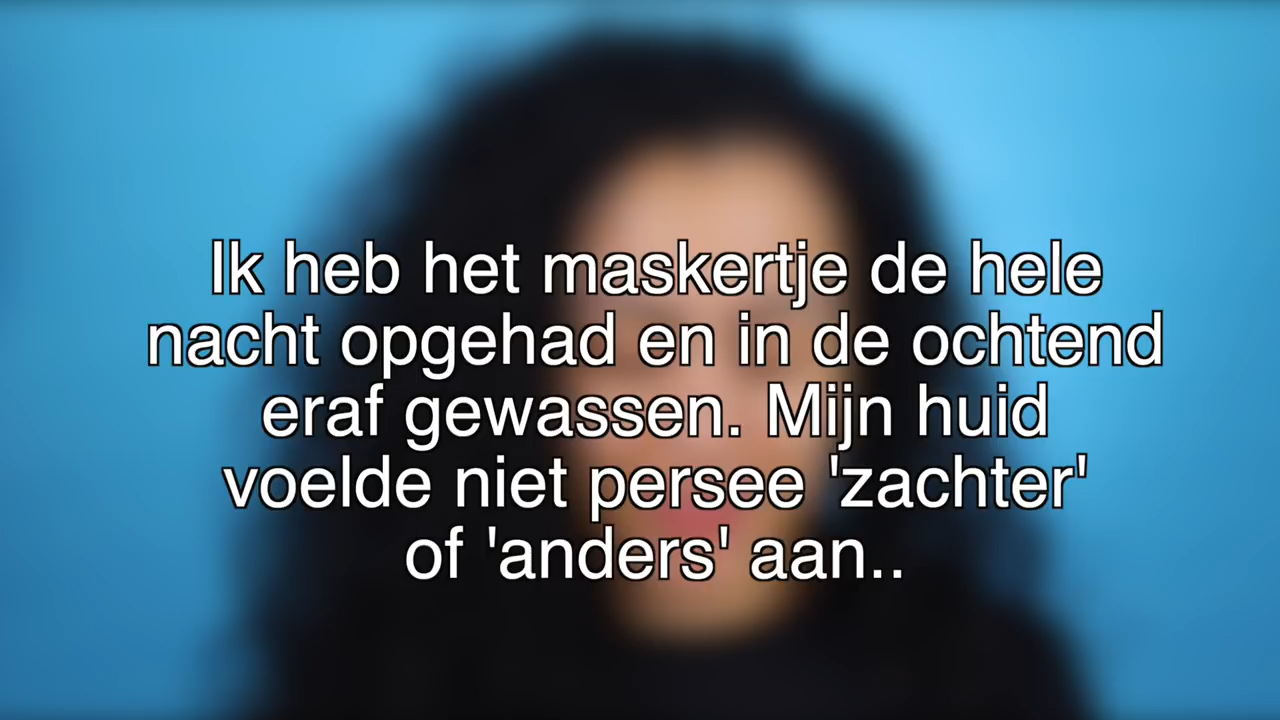 Ik heb het maskertje de hele
nacht opgehad en in de ochtend
eraf gewassen. Mijn huid
voelde niet persee 'zachter'
of 'anders' aan..